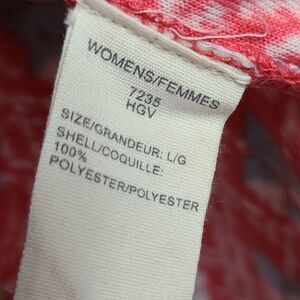 WOMENS/FEMMES
7235
HGV
SIZE/GRANDEUR: L/G
SHELL/COQUILLE:
100%
POLYESTER/POLYESTER